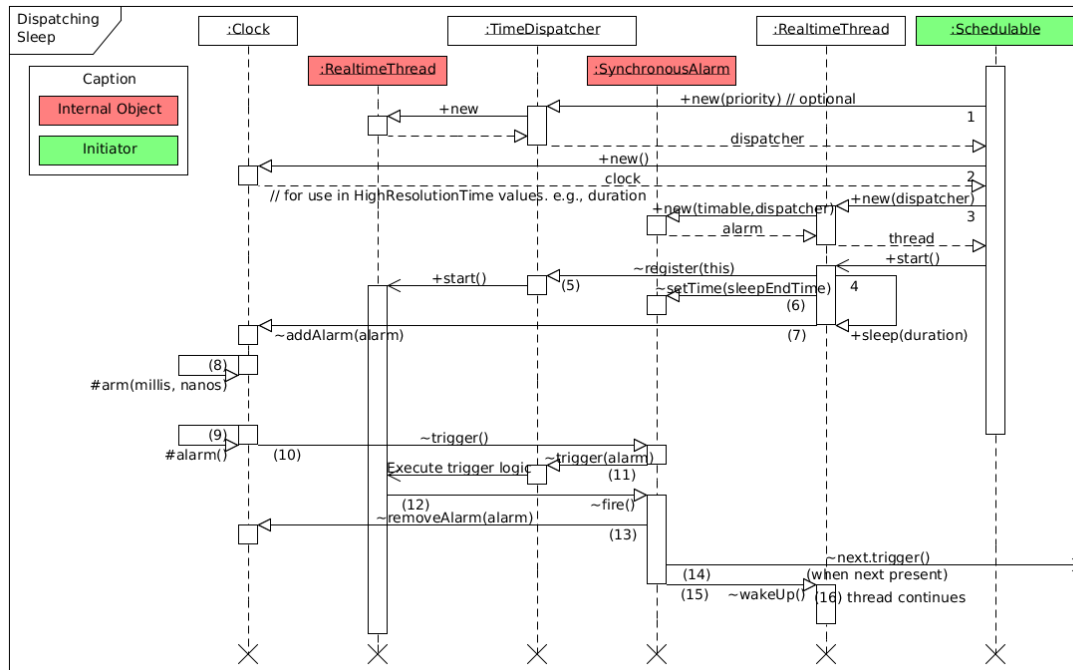 Dispatching
Sleep
:Clock
:TimeDispatcher
:RealtimeThread
:Schedulable
:RealtimeThread
:SynchronousAlarm
Caption
Internal Object
Initiator
+new(priority) // optional
1
+new
dispatcher
+new()
2
clock
// for use in HighResolutionTime values. e.g., duration
+new(dispatcher)
3
+new(timable,dispatcher)
alarm
thread
+start()
~register(this)
+start()
(5)
4
~setTime(sleepEndTime)
(6)
~addAlarm(alarm)
(7)
+sleep(duration)
(8)
#arm(millis, nanos)
(9)
~trigger()
#alarm()
(10)
~trigger(alarm)
Execute trigger logic
(11)
(12)
~fire()
~removeAlarm(alarm)
(13)
~next.trigger()
(14)
(when next present)
(15)
~wakeUp()
(16) thread continues